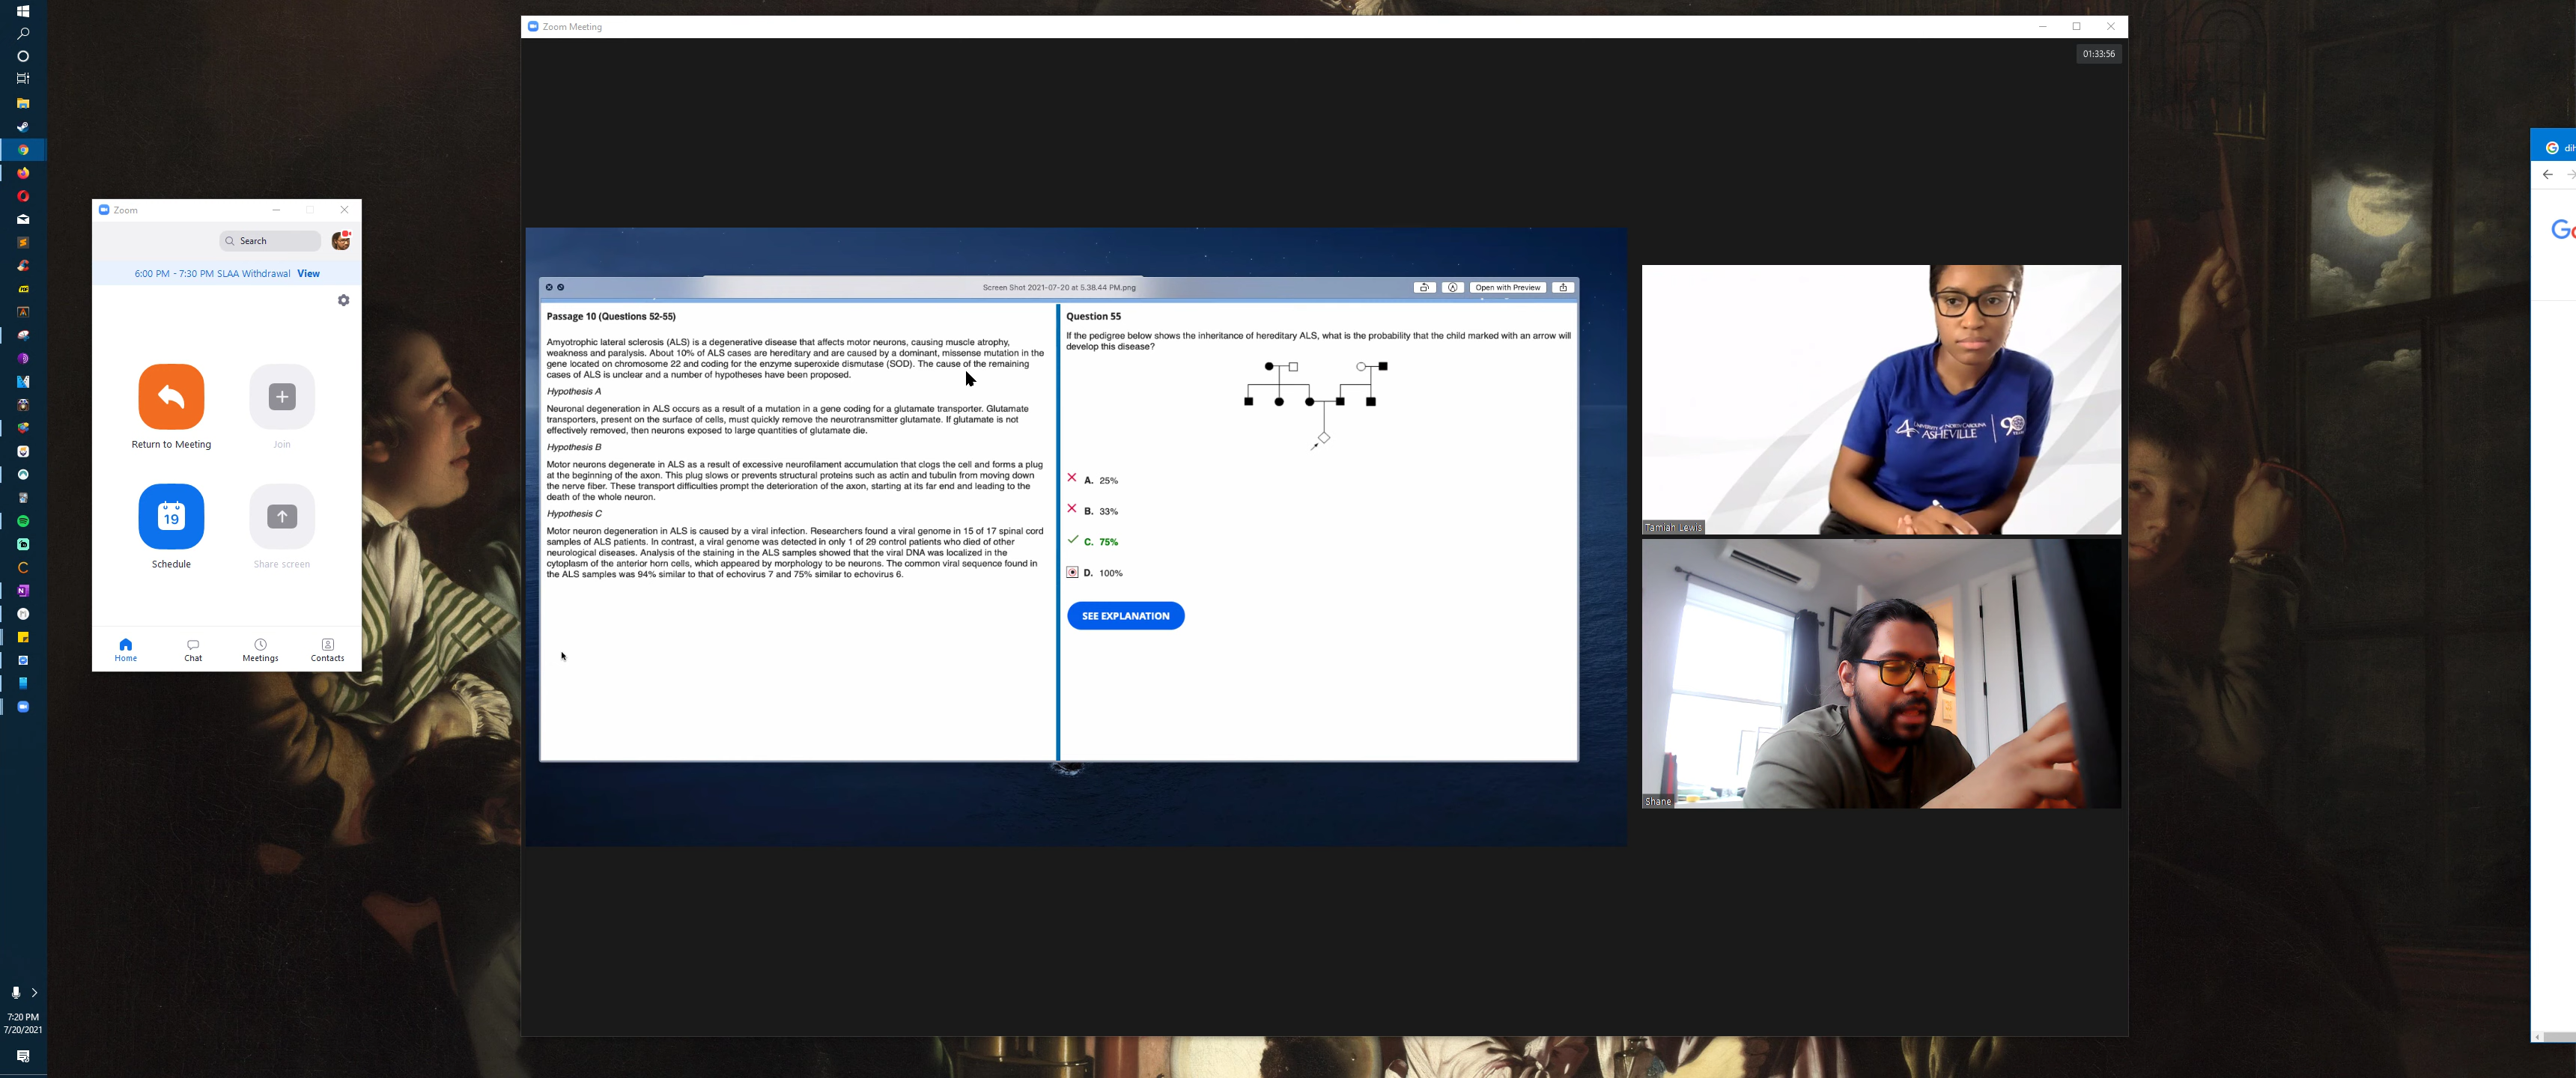 Zoom Meeting
01:33:56
Zoom
Search
6:00 PM - 7:30 PM SLAA Withdrawal View
Return to Meeting
Join
19
Schedule
Share screen
Home
Chat
Meetings
Contacts
Screen Shot 2021-07-20 at 5.38.44 PM.png
Open with Preview
Passage 10 (Questions 52-55)
Amyotrophic lateral sclerosis (ALS) is a degenerative disease that affects motor neurons, causing muscle atrophy,
weakness and paralysis. About 10% of ALS cases are hereditary and are caused by a dominant, missense mutation in the
gene located on chromosome 22 and coding for the enzyme superoxide dismutase (SOD). The cause of the remaining
cases of ALS is unclear and a number of hypotheses have been proposed.
Hypothesis A
Neuronal degeneration in ALS occurs as a result of a mutation in a gene coding for a glutamate transporter. Glutamate
transporters, present on the surface of cells, must quickly remove the neurotransmitter glutamate. If glutamate is not
effectively removed, then neurons exposed to large quantities of glutamate die.
Hypothesis B
Motor neurons degenerate in ALS as a result of excessive neurofilament accumulation that clogs the cell and forms a plug
at the beginning of the axon. This plug slows or prevents structural proteins such as actin and tubulin from moving down
the nerve fiber. These transport difficulties prompt the deterioration of the axon, starting at its far end and leading to the
death of the whole neuron.
Hypothesis C
Motor neuron degeneration in ALS is caused by a viral infection. Researchers found a viral genome in 15 of 17 spinal cord
samples of ALS patients. In contrast, a viral genome was detected in only 1 of 29 control patients who died of other
neurological diseases. Analysis of the staining in the ALS samples showed that the viral DNA was localized in the
cytoplasm of the anterior horn cells, which appeared by morphology to be neurons. The common viral sequence found in
the ALS samples was 94% similar to that of echovirus 7 and 75% similar to echovirus 6.
Question 55
If the pedigree below shows the inheritance of hereditary ALS, what is the probability that the child marked with an arrow will
develop this disease?
A. 25%
B. 33%
C. 75%
D. 100%
SEE EXPLANATION
UNIVERSITY OF NORTH CAROLINA
ASHEVILLE
90
Tamiah Lewis
Shane
7:20 PM
7/20/2021